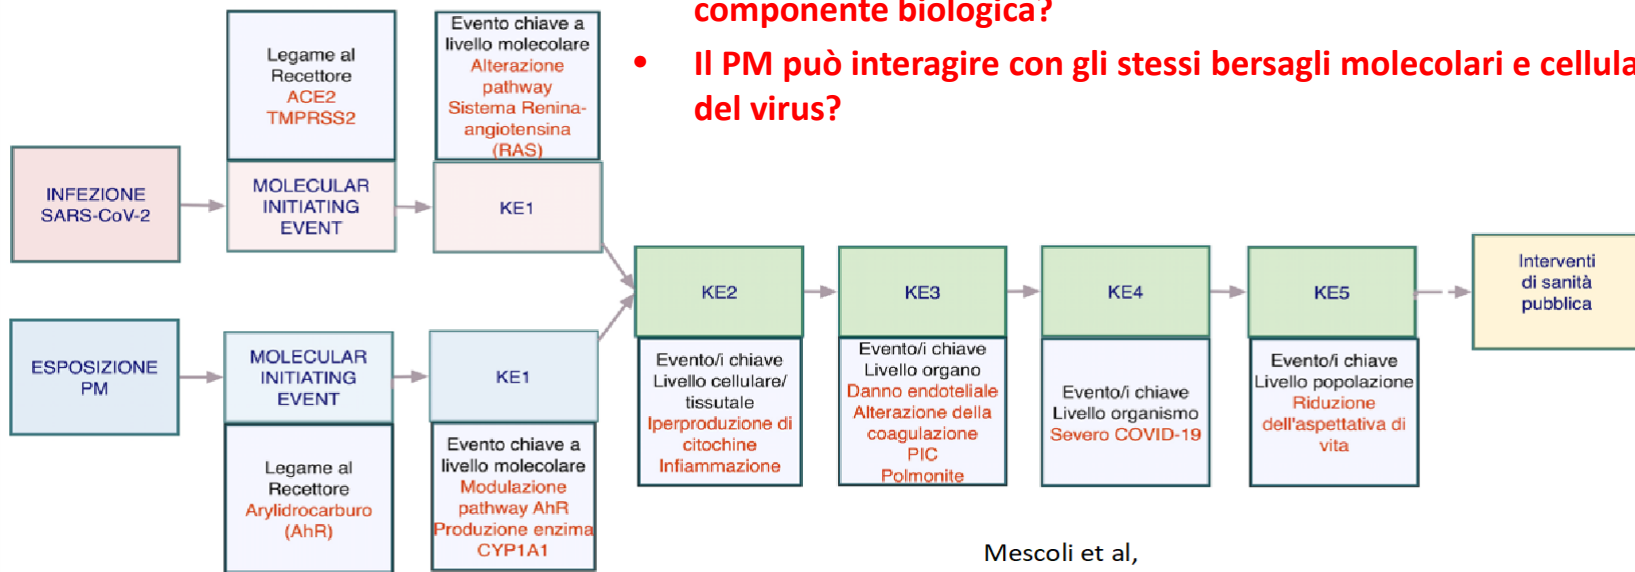 componente biologica?
• Il PM può interagire con gli stessi bersagli molecolari e cellula
del virus?
Legame al
Recettore
ACE2
TMPRSS2
Evento chiave a
livello molecolare
Alterazione
pathway
Sistema Renina-
angiotensina
(RAS)
INFEZIONE
SARS-CoV-2
MOLECULAR
INITIATING
EVENT
KE1
ESPOSIZIONE
PM
MOLECULAR
INITIATING
EVENT
KE1
Legame al
Recettore
Arylidrocarburo
(AhR)
Evento chiave a
livello molecolare
Modulazione
pathway AhR
Produzione enzima
CYP1A1
KE2
Evento/i chiave
Livello cellulare/
tissutale
Iperproduzione di
citochine
Infiammazione
KE3
Evento/i chiave
Livello organo
Danno endoteliale
Alterazione della
coagulazione
PIC
Polmonite
KE4
Evento/i chiave
Livello organismo
Severo COVID-19
KE5
Evento/i chiave
Livello popolazione
Riduzione
dell'aspettativa di
vita
Interventi
di sanità
pubblica
Mescoli et al,